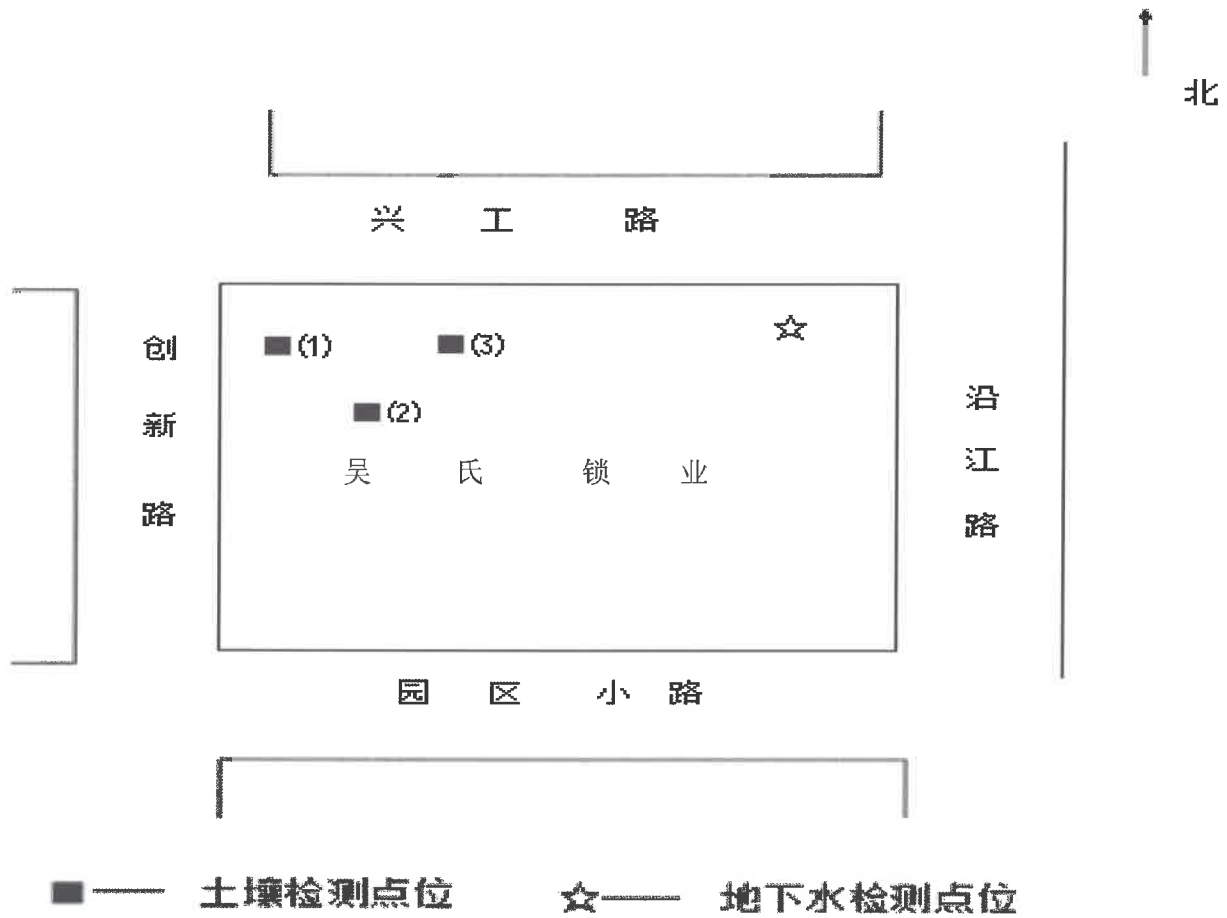 北
兴工路
(1)
(3)
(2)
创新路
沿江路
吴氏锁业
园区小路
土壤检测点位
地下水检测点位